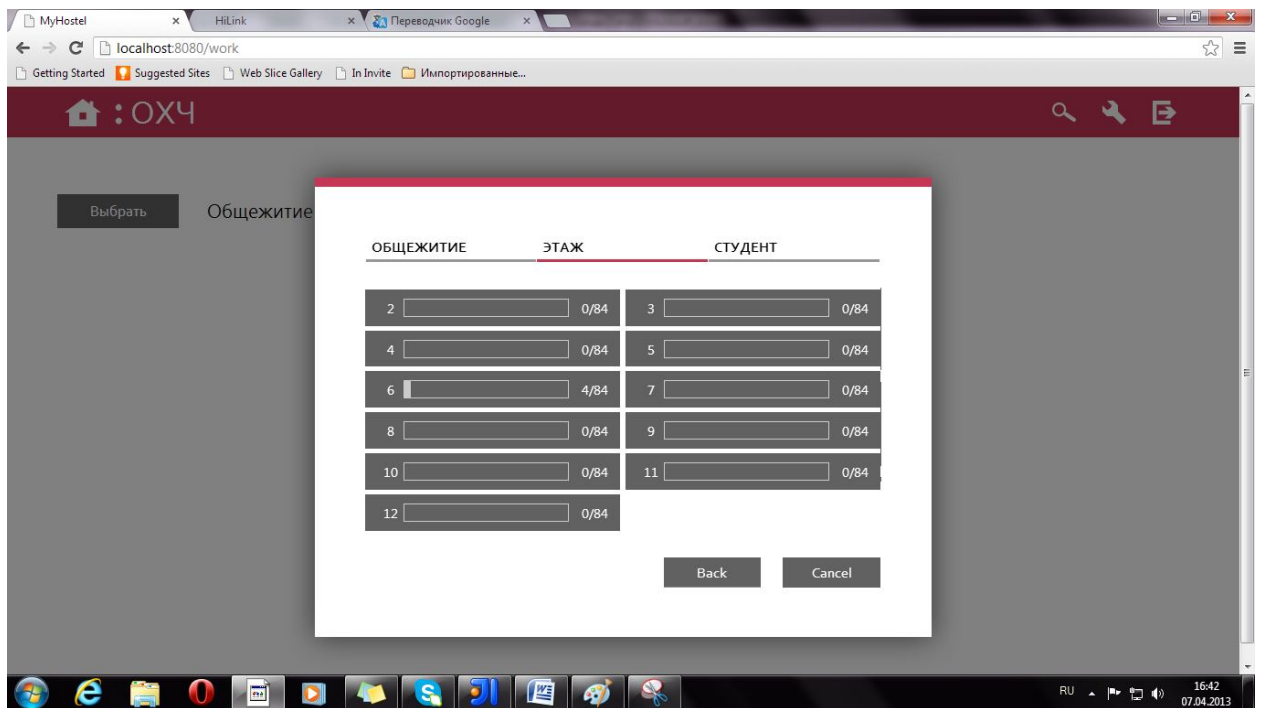 MyHostel HiLink Переводчик Google
localhost:8080/work
Getting Started Suggested Sites Web Slice Gallery In Invite Импортированные...
: ОХЧ
Выбрать Общежитие
ОБЩЕЖИТИЕ ЭТАЖ СТУДЕНТ
2 0/84 3 0/84
4 0/84 5 0/84
6 4/84 7 0/84
8 0/84 9 0/84
10 0/84 11 0/84
12 0/84
Back Cancel
RU 16:42
07.04.2013